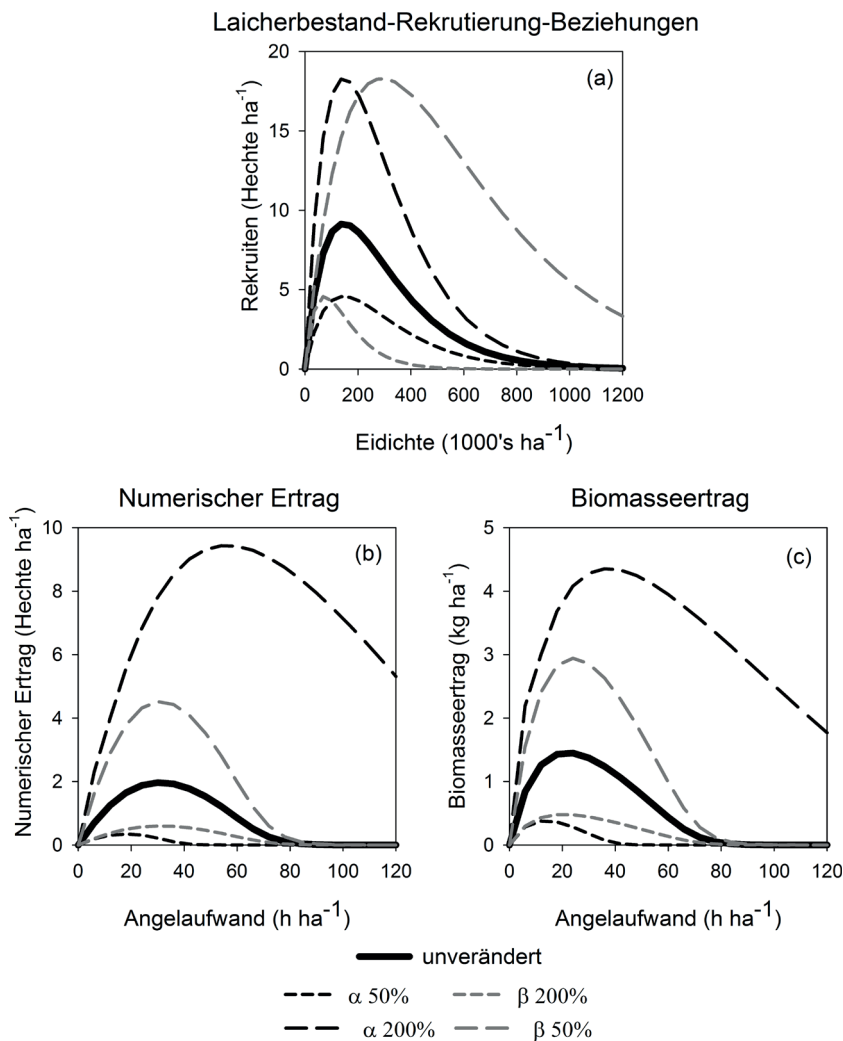 Laicherbestand-Rekrutierung-Beziehungen
(a)
Rekruiten (Hechte ha⁻¹)
20
15
10
5
0
0 200 400 600 800 1000 1200
Eidichte (1000's ha⁻¹)
Numerischer Ertrag
(b)
Numerischer Ertrag (Hechte ha⁻¹)
10
8
6
4
2
0
0 20 40 60 80 100 120
Angelaufwand (h ha⁻¹)
Biomasseertrag
(c)
Biomasseertrag (kg ha⁻¹)
5
4
3
2
1
0
0 20 40 60 80 100 120
Angelaufwand (h ha⁻¹)
unverändert
α 50% β 200%
α 200% β 50%